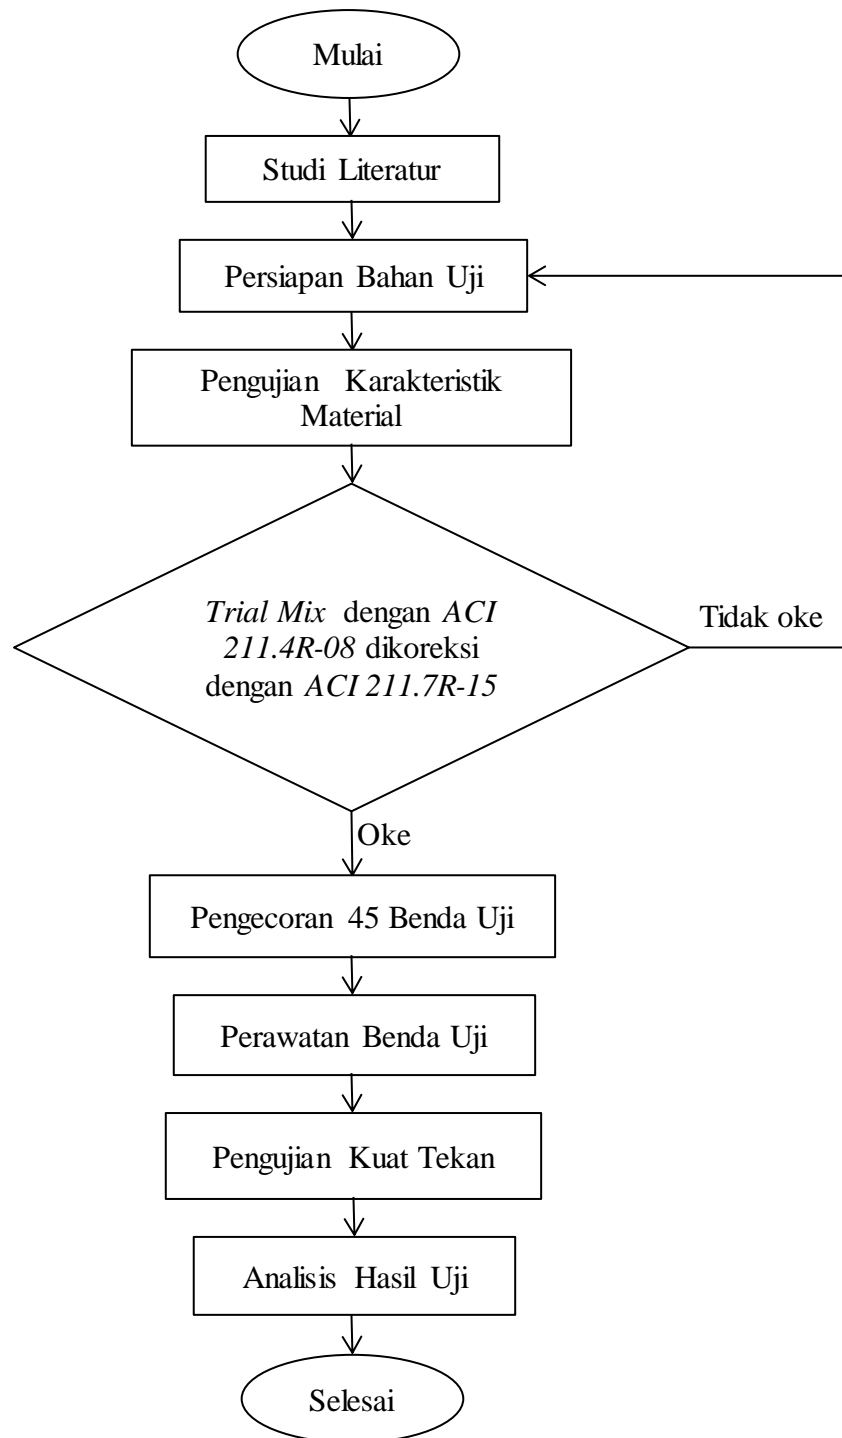 Mulai
Studi Literatur
Persiapan Bahan Uji
Pengujian Karakteristik
Material
Trial Mix dengan ACI
211.4R-08 dikoreksi
dengan ACI 211.7R-15
Tidak oke
Oke
Pengecoran 45 Benda Uji
Perawatan Benda Uji
Pengujian Kuat Tekan
Analisis Hasil Uji
Selesai